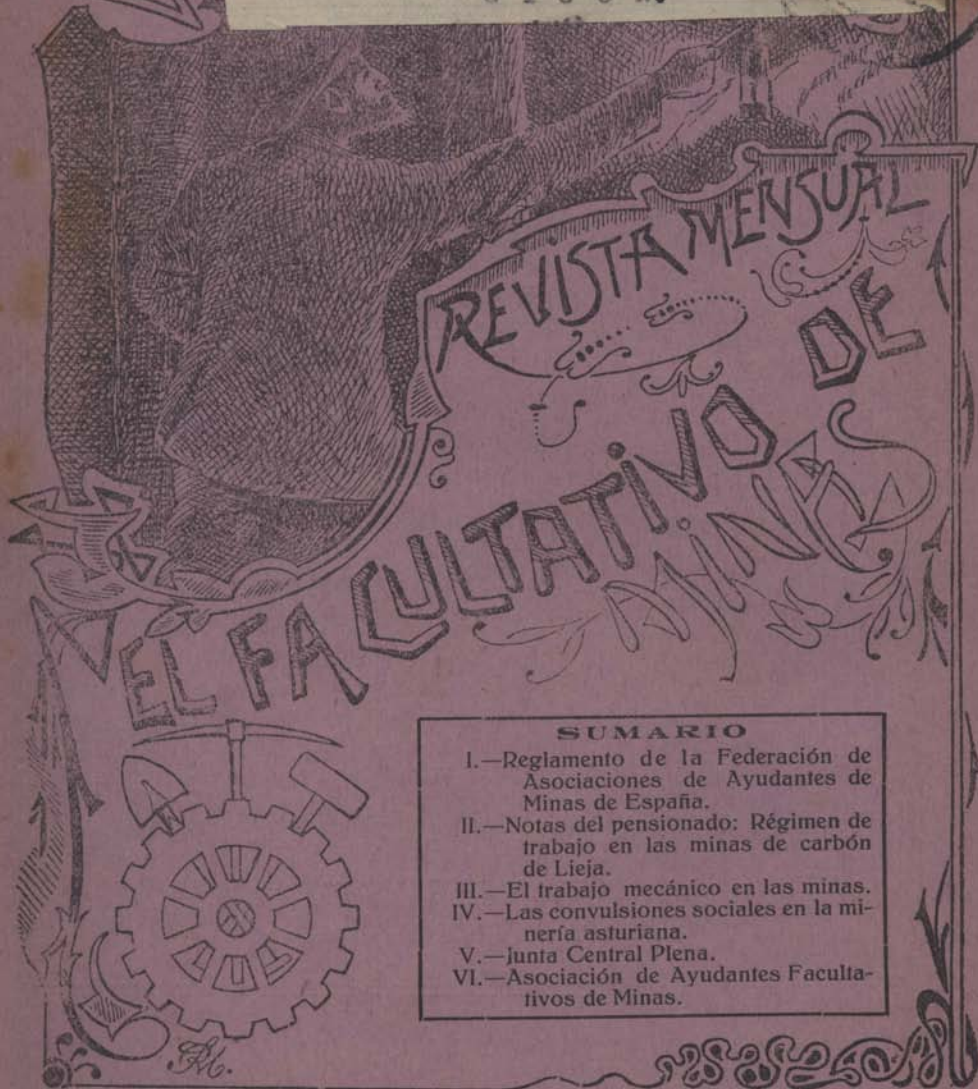 REVISTA MENSUAL
EL FACULTATIVO DE
MINAS
SUMARIO
I.—Reglamento de la Federación de
Asociaciones de Ayudantes de
Minas de España.
II.—Notas del pensionado: Régimen de
trabajo en las minas de carbón
de Lieja.
III.—El trabajo mecánico en las minas.
IV.—Las convulsiones sociales en la mi-
nería asturiana.
V.—Junta Central Plena.
VI.—Asociación de Ayudantes Faculta-
tivos de Minas.